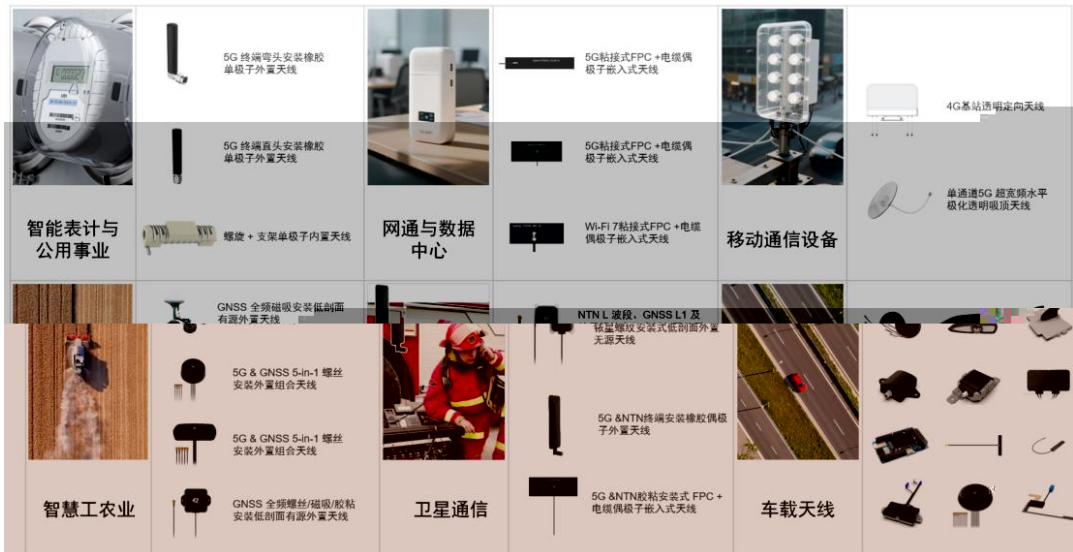 5G 终端弯头安装橡胶
单极子外置天线
5G粘接式FPC +电缆偶
极子嵌入式天线
4G基站透明定向天线
5G 终端直头安装橡胶
单极子外置天线
5G粘接式FPC +电缆偶
极子嵌入式天线
单通道5G 超宽频水平
极化透明吸顶天线
智能表计与
公用事业
螺旋 + 支架单极子内置天线
网通与数据
中心
Wi-Fi 7粘接式FPC +电缆
偶极子嵌入式天线
移动通信设备
GNSS 全频磁吸安装低剖面
有源外置天线
NTN L 波段、GNSS L1 及
铱星螺纹安装式低剖面外置
无源天线
5G & GNSS 5-in-1 螺丝
安装外置组合天线
5G &NTN终端安装橡胶偶极
子外置天线
5G & GNSS 5-in-1 螺丝
安装外置组合天线
智慧工农业
GNSS 全频螺丝/磁吸/胶粘
安装低剖面有源外置天线
卫星通信
5G &NTN胶粘安装式 FPC +
电缆偶极子嵌入式天线
车载天线